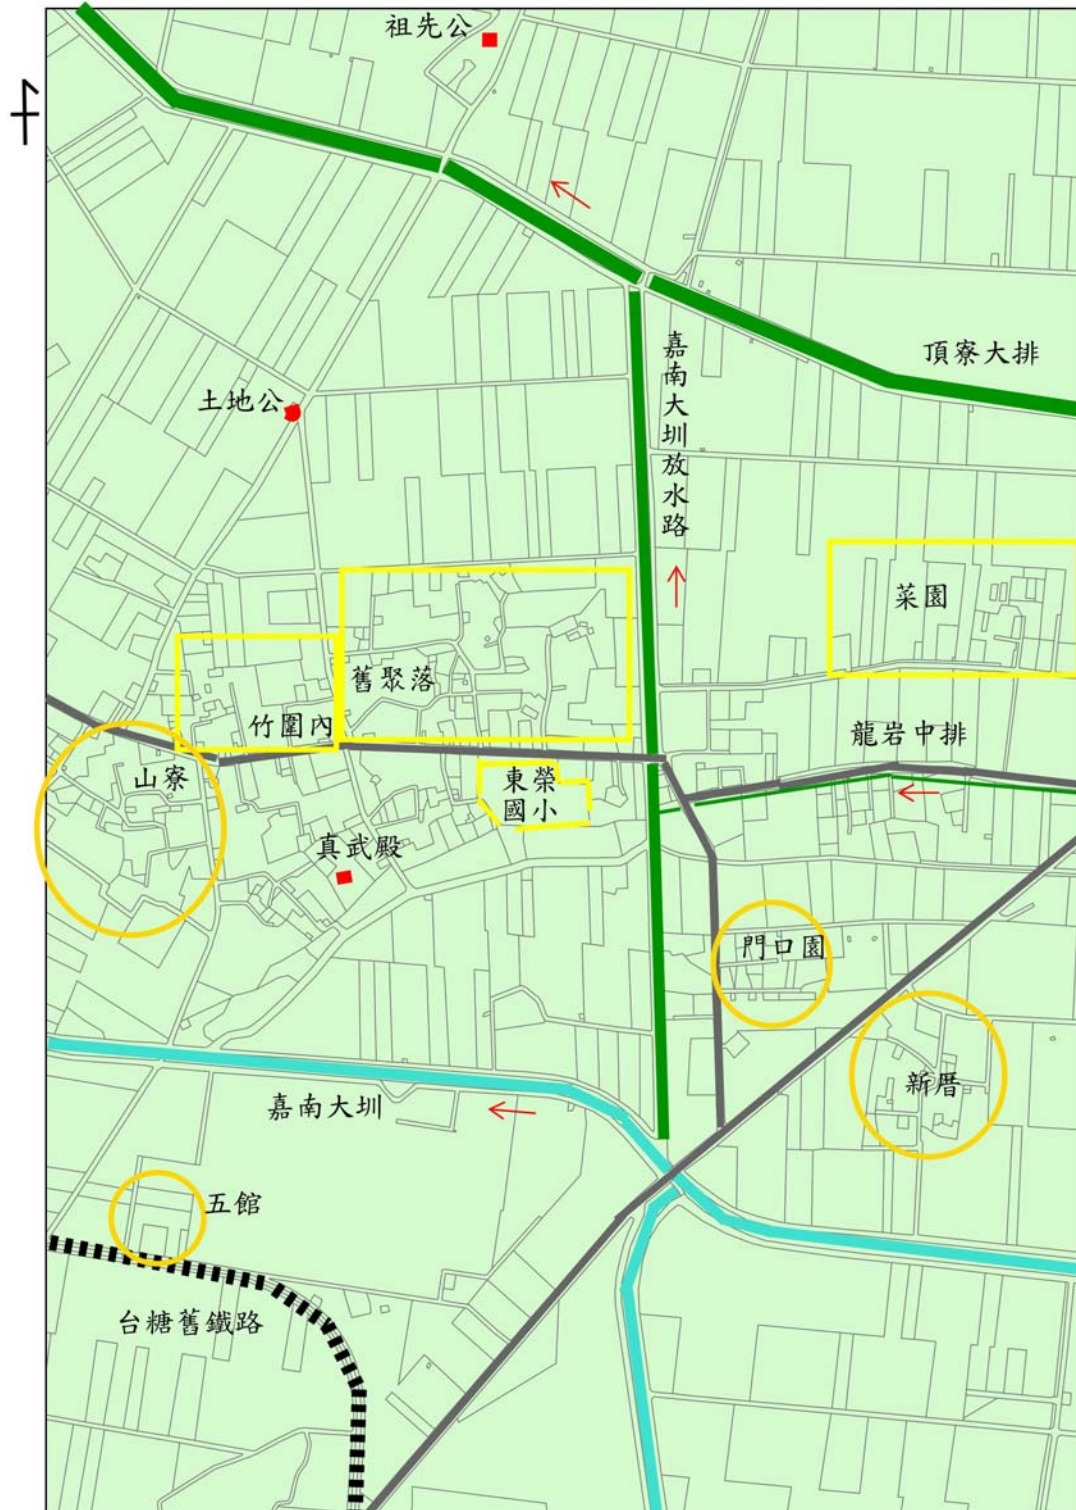 祖先公
頂寮大排
嘉南大圳放水路
土地公
菜園
舊聚落
竹圍內
龍岩中排
山寮
東榮
國小
真武殿
門口園
新厝
嘉南大圳
五館
台糖舊鐵路